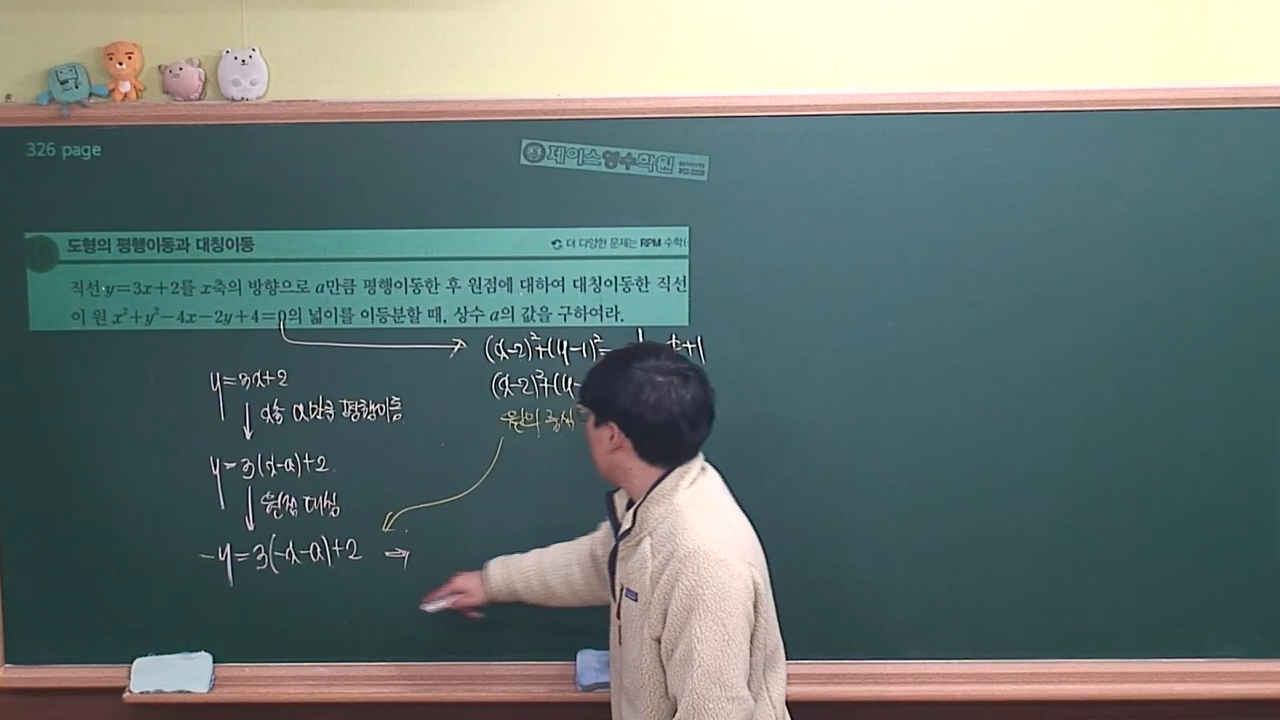 326 page
제이스영수학원
도형의 평행이동과 대칭이동
더 다양한 문제는 RPM 수학(
직선 y=3x+2를 x축의 방향으로 a만큼 평행이동한 후 원점에 대하여 대칭이동한 직선
이 원 x²+y²-4x-2y+4=0의 넓이를 이등분할 때, 상수 a의 값을 구하여라.
(x-2)²+(y-1)²=
+1
y=3x+2
(x-2)²+(y-
x축 a만큼 평행이동
원의 중심
y=3(x-a)+2
원점 대칭
-y=3(-x-a)+2 ⇒